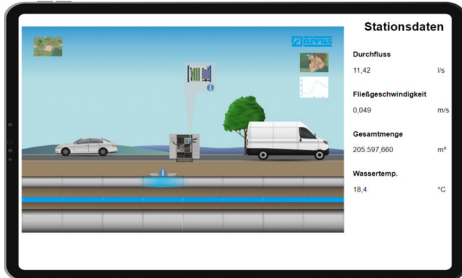 Stationsdaten
Durchfluss
11,42 l/s
Fließgeschwindigkeit
0,049 m/s
Gesamtmenge
205.597,660 m³
Wassertemp.
18,4 °C